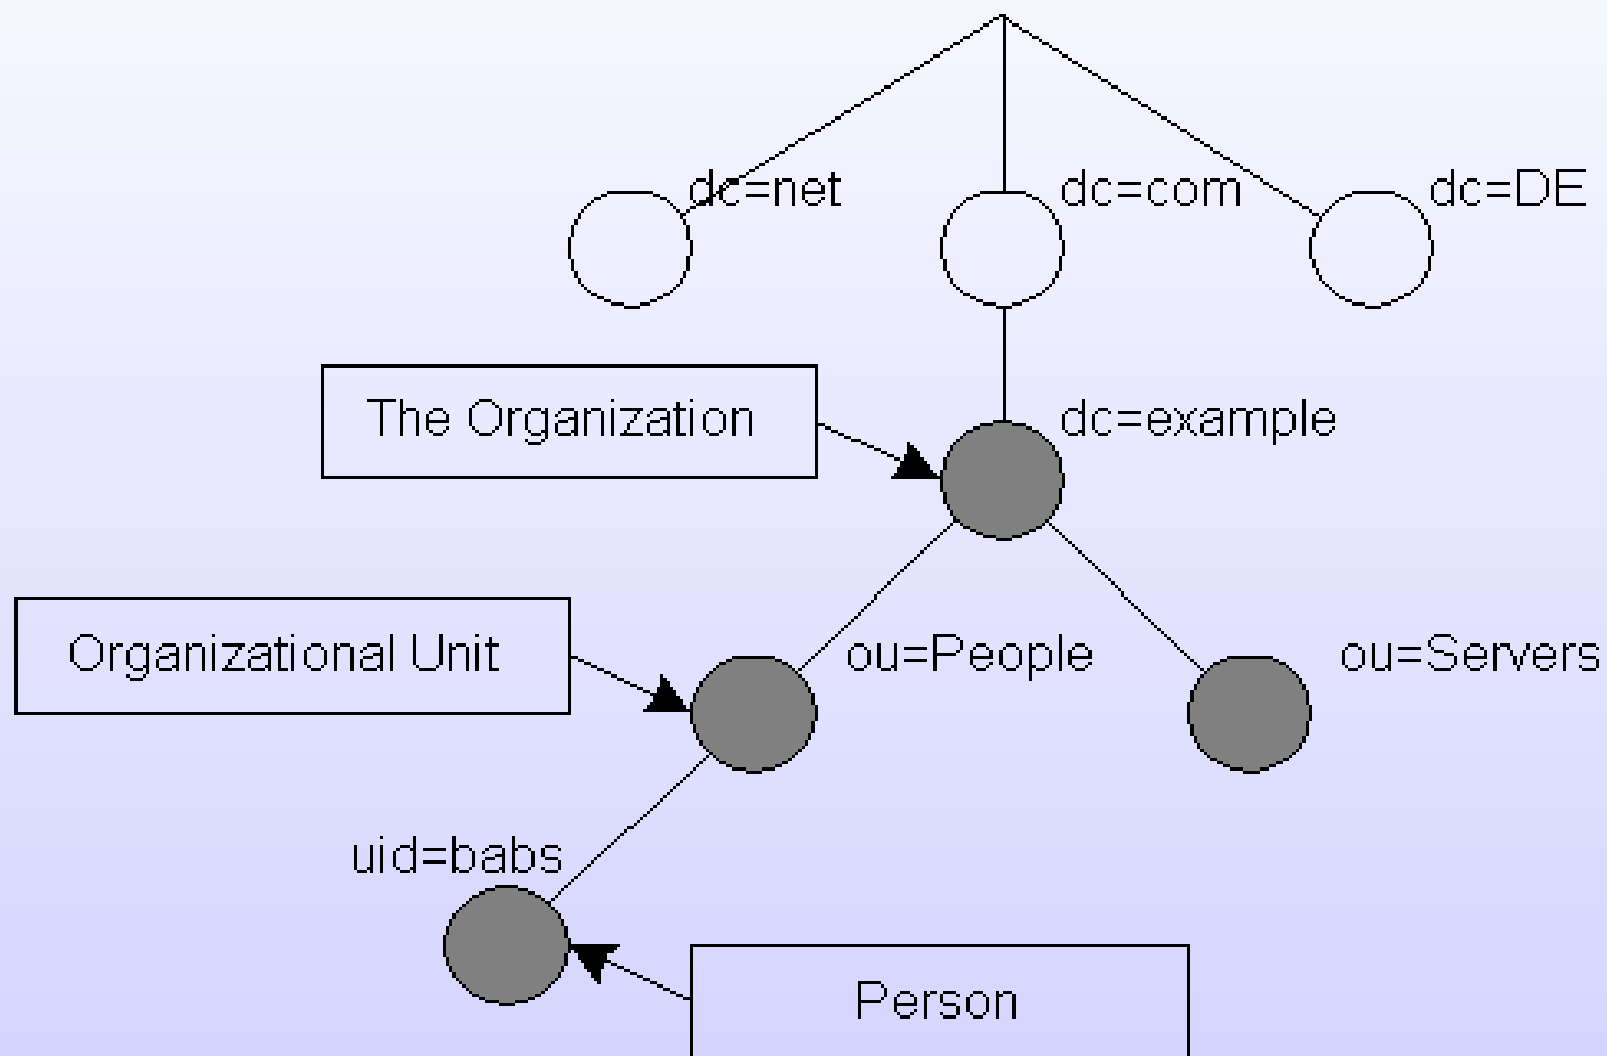 dc=net
dc=com
dc=DE
The Organization
dc=example
Organizational Unit
ou=People
ou=Servers
uid=babs
Person